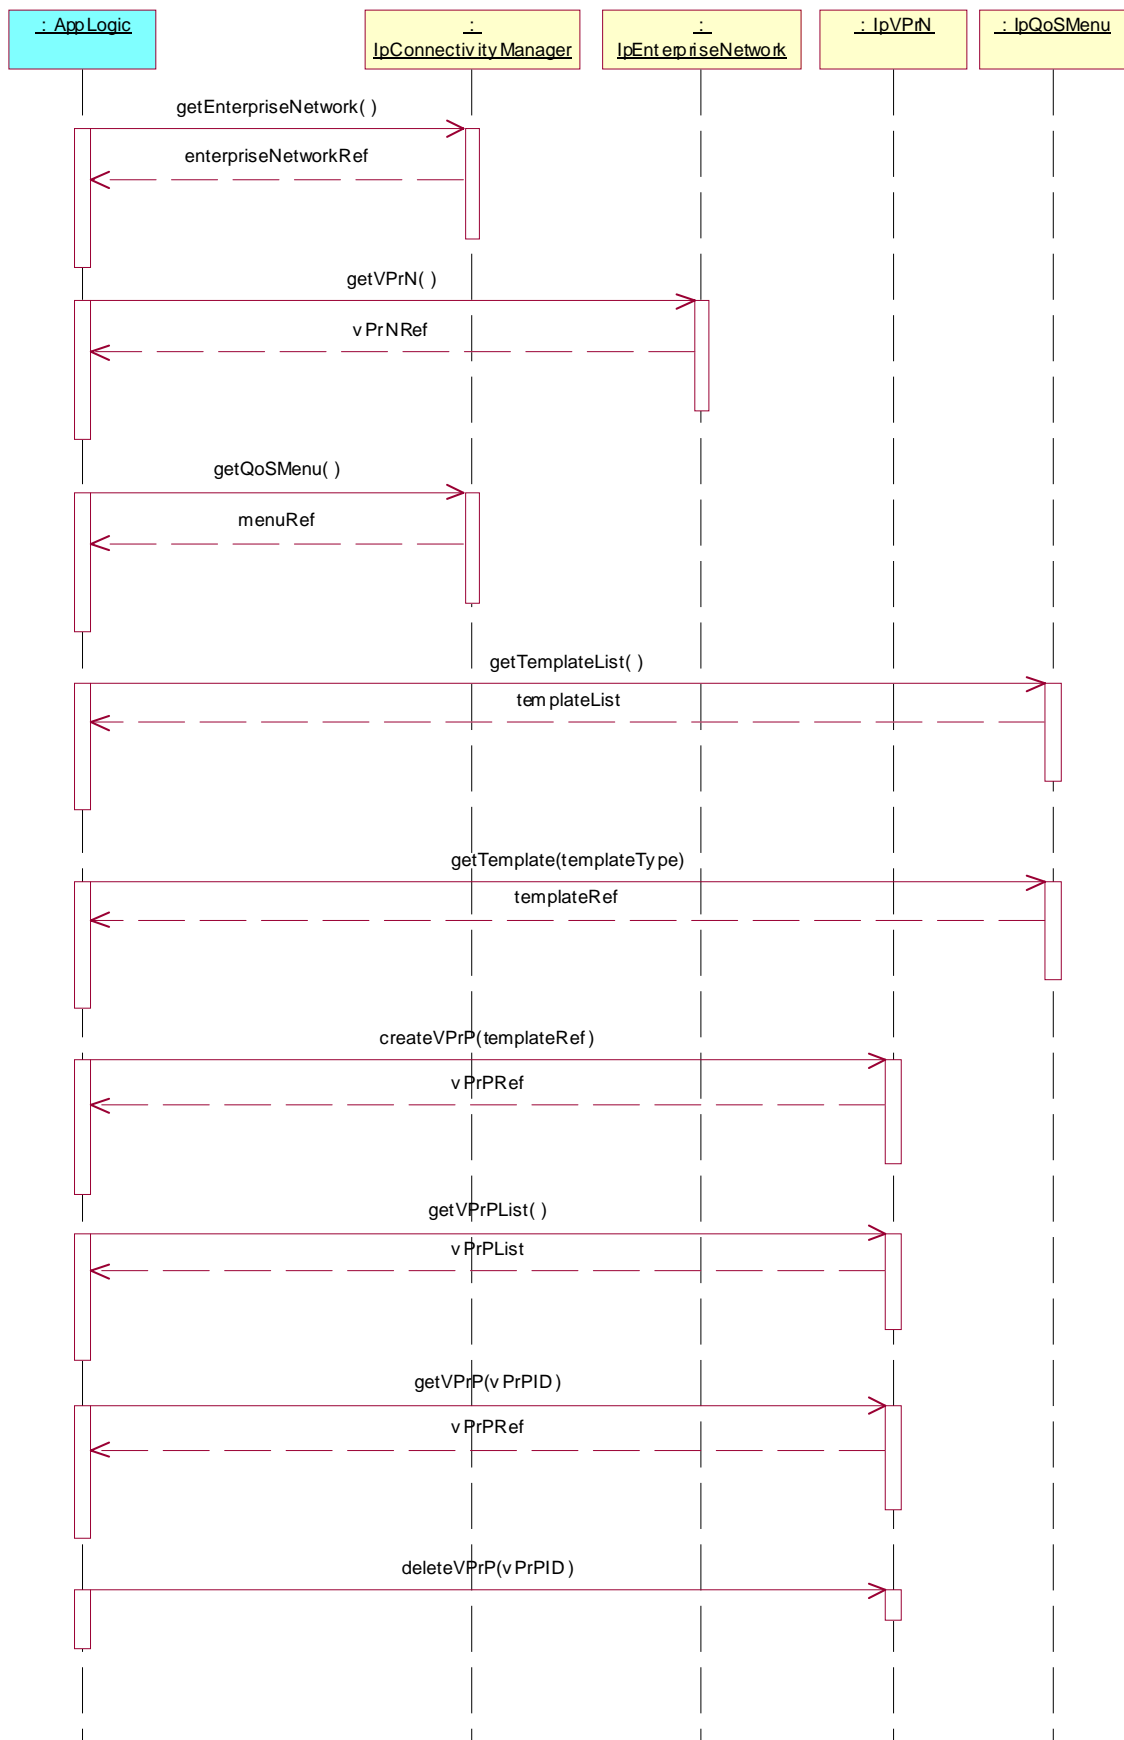 : AppLogic
:
IpConnectivityManager
:
IpEnterpriseNetwork
: IpVPrN
: IpQoSMenu
getEnterpriseNetwork( )
enterpriseNetworkRef
getVPrN( )
vPrNRef
getQoSMenu( )
menuRef
getTemplateList( )
templateList
getTemplate(templateType)
templateRef
createVPrP(templateRef)
vPrPRef
getVPrPList( )
vPrPList
getVPrP(vPrPID)
vPrPRef
deleteVPrP(vPrPID)